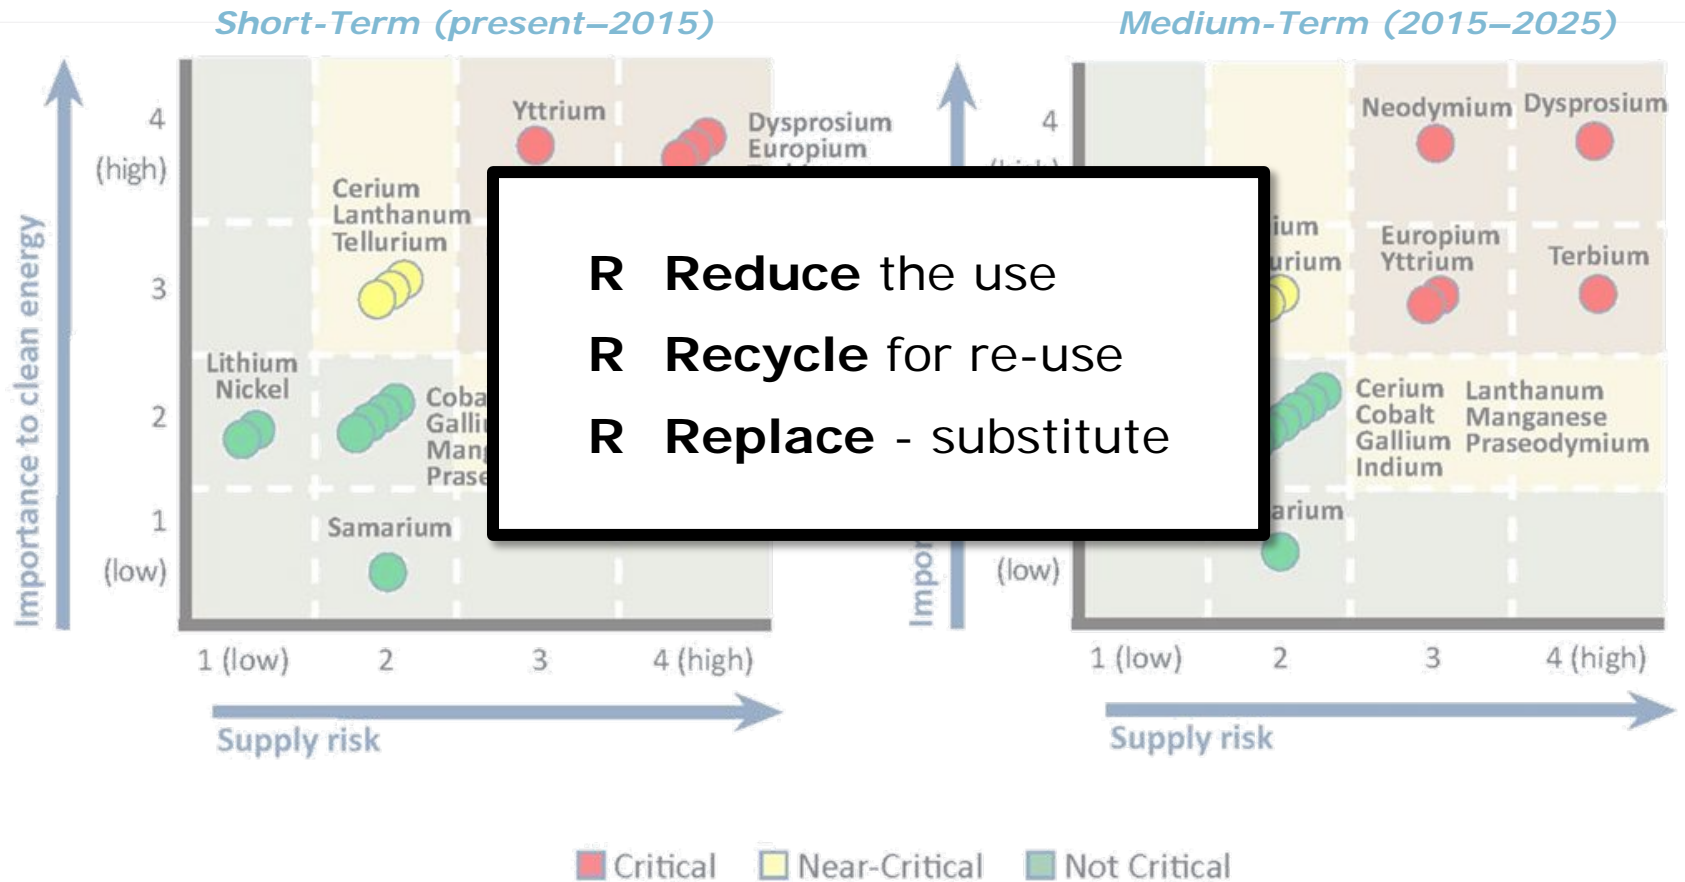 Short-Term (present–2015)
4
(high)
3
2
1
(low)
Importance to clean energy
Yttrium
Dysprosium
Europium
Cerium
Lanthanum
Tellurium
Lithium
Nickel
Samarium
1 (low) 2 3 4 (high)
Supply risk
R Reduce the use
R Recycle for re-use
R Replace - substitute
Medium-Term (2015–2025)
4
(low)
Neodymium
Dysprosium
Europium
Yttrium
Terbium
Cerium Lanthanum
Cobalt Manganese
Gallium Praseodymium
Indium
1 (low) 2 3 4 (high)
Supply risk
Critical Near-Critical Not Critical